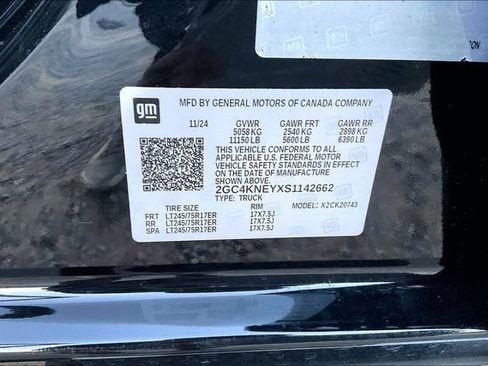 gm
MFD BY GENERAL MOTORS OF CANADA COMPANY
11/24 GVWR GAWR FRT GAWR RR
5058 KG 2540 KG 2898 KG
11150 LB 5600 LB 6390 LB
THIS VEHICLE CONFORMS TO ALL
APPLICABLE U.S. FEDERAL MOTOR
VEHICLE SAFETY STANDARDS IN
EFFECT ON THE DATE OF
MANUFACTURE SHOWN ABOVE.
2GC4KNEYXS1142662
TYPE: TRUCK MODEL: X2CK20743
TIRE SIZE RIM
FRT LT245/75R17ER 17X7.5J
RR LT245/75R17ER 17X7.5J
SPA LT245/75R17ER 17X7.5J